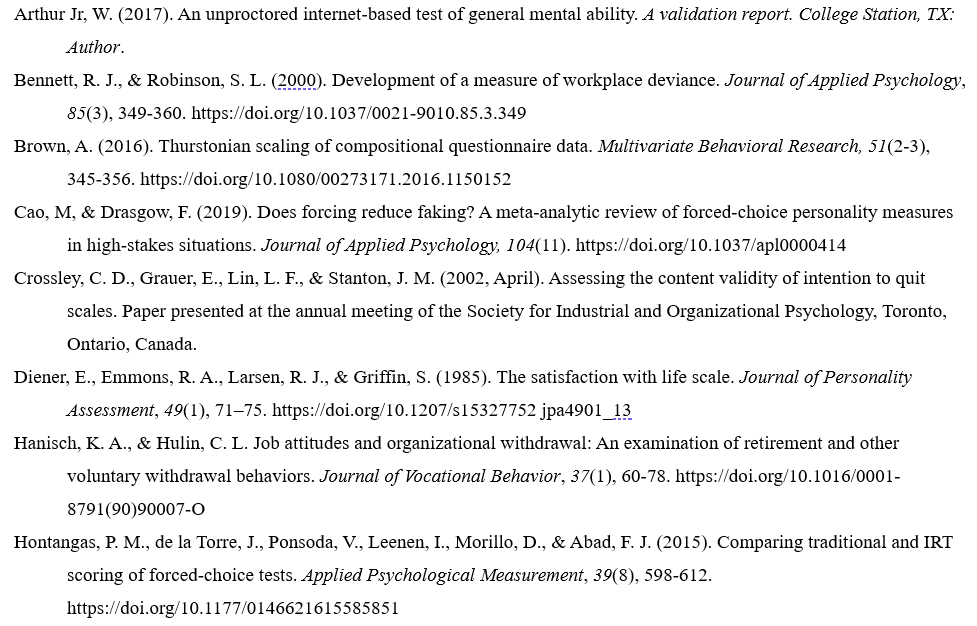 Arthur Jr, W. (2017). An unproctored internet-based test of general mental ability. A validation report. College Station, TX:
Author.
Bennett, R. J., & Robinson, S. L. (2000). Development of a measure of workplace deviance. Journal of Applied Psychology,
85(3), 349-360. https://doi.org/10.1037/0021-9010.85.3.349
Brown, A. (2016). Thurstonian scaling of compositional questionnaire data. Multivariate Behavioral Research, 51(2-3),
345-356. https://doi.org/10.1080/00273171.2016.1150152
Cao, M, & Drasgow, F. (2019). Does forcing reduce faking? A meta-analytic review of forced-choice personality measures
in high-stakes situations. Journal of Applied Psychology, 104(11). https://doi.org/10.1037/apl0000414
Crossley, C. D., Grauer, E., Lin, L. F., & Stanton, J. M. (2002, April). Assessing the content validity of intention to quit
scales. Paper presented at the annual meeting of the Society for Industrial and Organizational Psychology, Toronto,
Ontario, Canada.
Diener, E., Emmons, R. A., Larsen, R. J., & Griffin, S. (1985). The satisfaction with life scale. Journal of Personality
Assessment, 49(1), 71–75. https://doi.org/10.1207/s15327752 jpa4901_13
Hanisch, K. A., & Hulin, C. L. Job attitudes and organizational withdrawal: An examination of retirement and other
voluntary withdrawal behaviors. Journal of Vocational Behavior, 37(1), 60-78. https://doi.org/10.1016/0001-
8791(90)90007-O
Hontangas, P. M., de la Torre, J., Ponsoda, V., Leenen, I., Morillo, D., & Abad, F. J. (2015). Comparing traditional and IRT
scoring of forced-choice tests. Applied Psychological Measurement, 39(8), 598-612.
https://doi.org/10.1177/0146621615585851